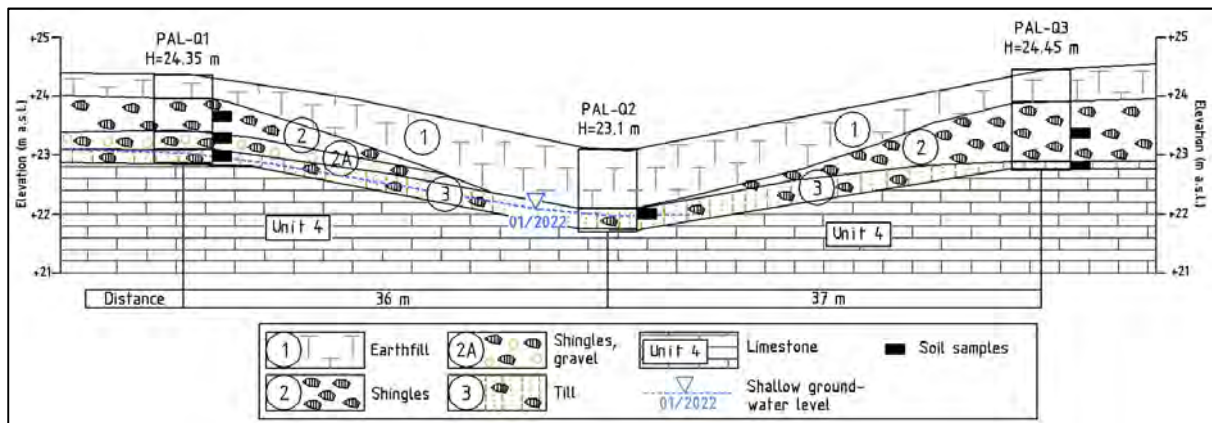 PAL-Q1
H=24.35 m
PAL-Q2
H=23.1 m
PAL-Q3
H=24.45 m
+25
+24
+23
+22
+21
Elevation (m a.s.l.)
+25
+24
+23
+22
+21
Elevation (m a.s.l.)
1
2
2A
3
01/2022
1
2
3
Unit 4
Unit 4
Distance
36 m
37 m
1
Earthfill
2A
Shingles,
gravel
Unit 4
Limestone
Soil samples
2
Shingles
3
Till
01/2022
Shallow ground-
water level